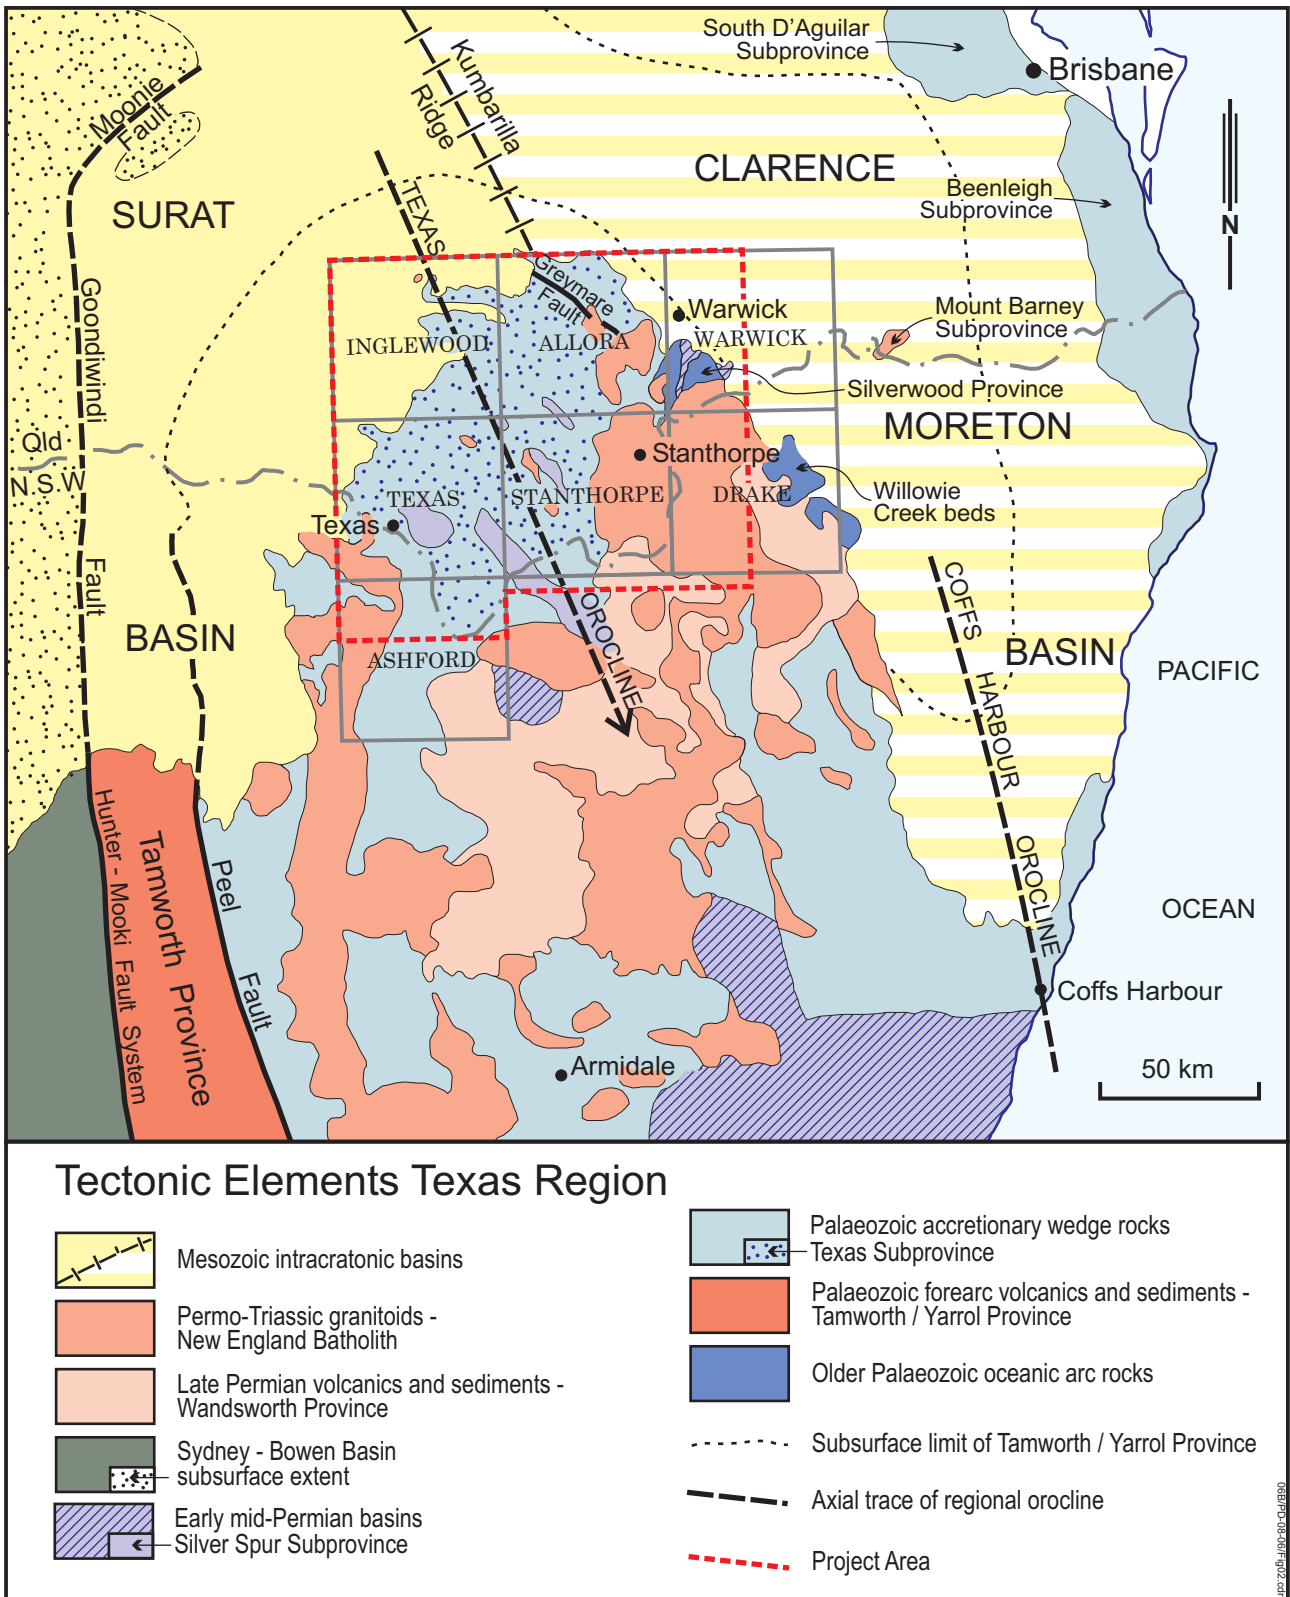 South D'Aguilar
Subprovince
Brisbane
Kumbarilla
Ridge
Moonie
Fault
CLARENCE
Beenleigh
Subprovince
SURAT
TEXAS
N
Greymare
Fault
Goondiwindi
Warwick
Mount Barney
Subprovince
INGLEWOOD
ALLORA
WARWICK
Silverwood Province
MORETON
Qld
N S W
Stanthorpe
TEXAS
STANTHORPE
DRAKE
Willowie
Creek beds
Texas
Fault
COFFS
OROCLINE
BASIN
BASIN
ASHFORD
PACIFIC
HARBOUR
Hunter - Mooki Fault System
Tamworth Province
Peel
OROCLINE
OCEAN
Fault
Coffs Harbour
Armidale
50 km
Tectonic Elements Texas Region
Mesozoic intracratonic basins
Permo-Triassic granitoids -
New England Batholith
Late Permian volcanics and sediments -
Wandsworth Province
Sydney - Bowen Basin
subsurface extent
Early mid-Permian basins
Silver Spur Subprovince
Palaeozoic accretionary wedge rocks
Texas Subprovince
Palaeozoic forearc volcanics and sediments -
Tamworth / Yarrol Province
Older Palaeozoic oceanic arc rocks
Subsurface limit of Tamworth / Yarrol Province
Axial trace of regional orocline
Project Area
06B/PD-08-06/Fig02.cdr